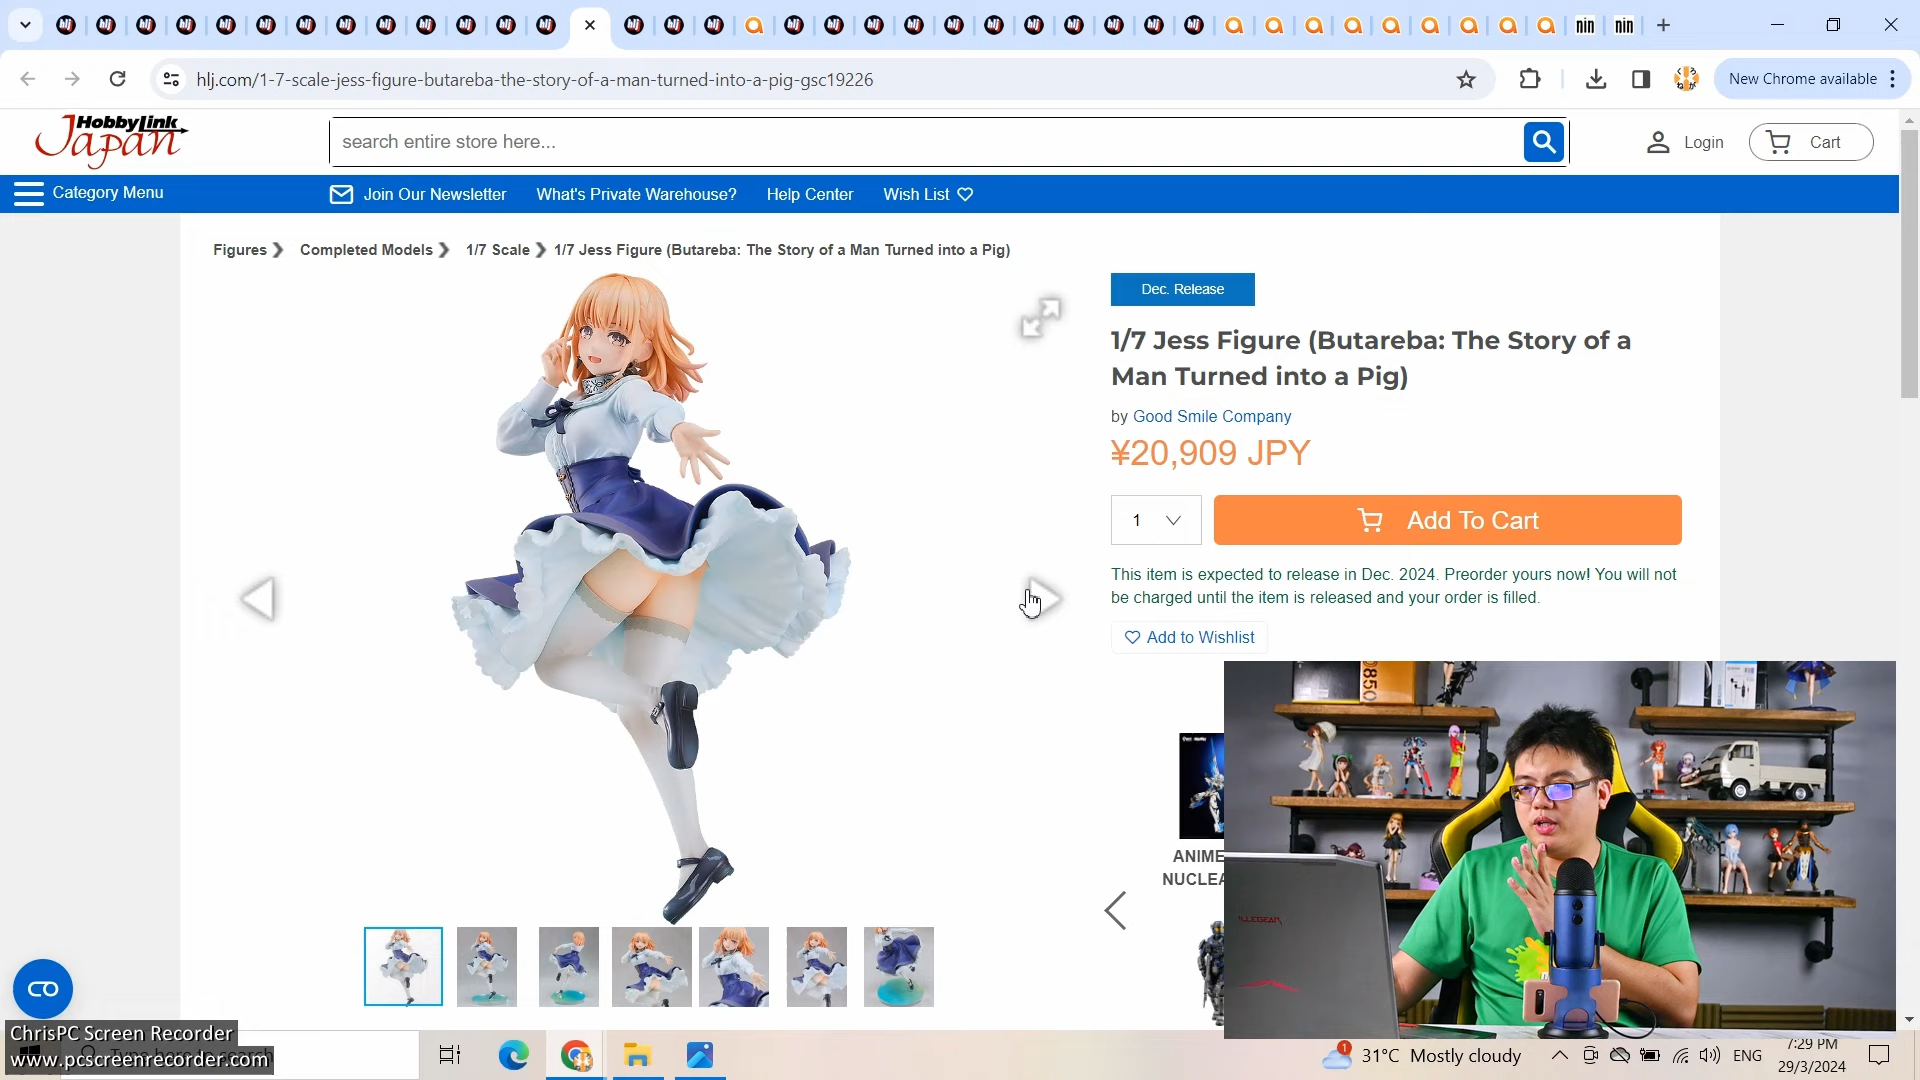 hlj.com/1-7-scale-jess-figure-butareba-the-story-of-a-man-turned-into-a-pig-gsc19226
New Chrome available
HobbyLink
Japan
search entire store here...
Login
Cart
Category Menu
Join Our Newsletter
What's Private Warehouse?
Help Center
Wish List
Figures
Completed Models
1/7 Scale
1/7 Jess Figure (Butareba: The Story of a Man Turned into a Pig)
Dec. Release
1/7 Jess Figure (Butareba: The Story of a
Man Turned into a Pig)
by Good Smile Company
¥20,909 JPY
1
Add To Cart
This item is expected to release in Dec. 2024. Preorder yours now! You will not
be charged until the item is released and your order is filled.
Add to Wishlist
ANIME
NUCLEA
ChrisPC Screen Recorder
www.pcscreenrecorder.com
1
31°C Mostly cloudy
ENG
7:29 PM
29/3/2024